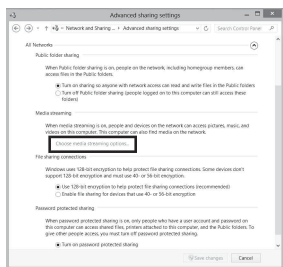 Advanced sharing settings
« Network and Sharing ... ▸ Advanced sharing settings
Search Control Panel
All Networks
Public folder sharing
When Public folder sharing is on, people on the network, including homegroup members, can
access files in the Public folders.
Turn on sharing so anyone with network access can read and write files in the Public folders
Turn off Public folder sharing (people logged on to this computer can still access these
folders)
Media streaming
When media streaming is on, people and devices on the network can access pictures, music, and
videos on this computer. This computer can also find media on the network.
Choose media streaming options...
File sharing connections
Windows uses 128-bit encryption to help protect file sharing connections. Some devices don't
support 128-bit encryption and must use 40- or 56-bit encryption.
Use 128-bit encryption to help protect file sharing connections (recommended)
Enable file sharing for devices that use 40- or 56-bit encryption
Password protected sharing
When password protected sharing is on, only people who have a user account and password on
this computer can access shared files, printers attached to this computer, and the Public folders. To
give other people access, you must turn off password protected sharing.
Turn on password protected sharing
Save changes
Cancel